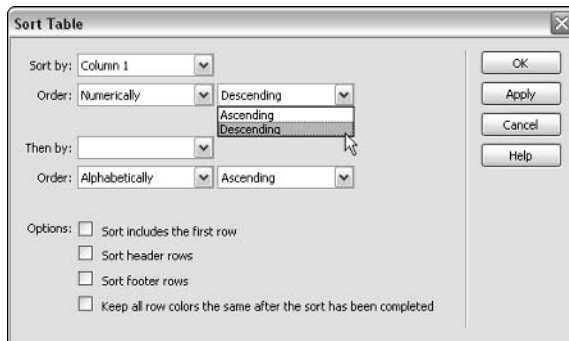 Sort Table
Sort by: Column 1
OK
Order: Numerically Descending
Apply
Ascending
Descending
Cancel
Then by:
Help
Order: Alphabetically Ascending
Options: Sort includes the first row
Sort header rows
Sort footer rows
Keep all row colors the same after the sort has been completed